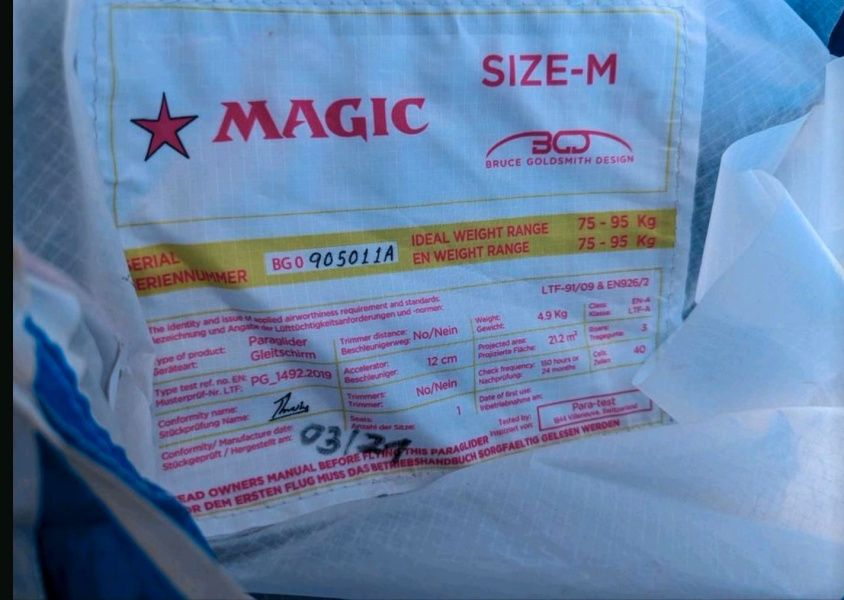 MAGIC
SIZE-M
BGD
BRUCE GOLDSMITH DESIGN
SERIAL
SERIENNUMMER
BG0 905011A
IDEAL WEIGHT RANGE 75 - 95 Kg
EN WEIGHT RANGE 75 - 95 Kg
LTF-91/09 & EN926/2
The identity and issue of applied airworthiness requirement and standards:
Bezeichnung und Angabe der Lüfttüchtigkeitsanforderungen und -normen:
Type of product: Paraglider
Geräteart: Gleitschirm
Type test ref. no. EN: PG_1492.2019
Musterprüf-Nr. LTF:
Conformity name:
Stückprüfung Name:
Conformity/ Manufacture date: 03/2
Stückgeprüft / Hergestellt am:
Trimmer distance: No/Nein
Beschleunigerweg:
Accelerator: 12 cm
Beschleuniger:
Trimmers: No/Nein
Trimmer:
Seats: 1
Anzahl der Sitze:
Weight: 4.9 Kg
Gewicht:
Projected area: 21.2 m²
Projizierte Fläche:
Check frequency: 150 hours or
Nachprüfung: 24 months
Date of first use:
Inbetriebnahme am:
Class: EN-A
Klasse: LTF-A
Risers: 3
Tragegurte:
Cells 40
Zellen
Tested by: Para-test
Inspiziert von: 1844 Villeneuve, Switzerland
READ OWNERS MANUAL BEFORE FLYING THIS PARAGLIDER
VOR DEM ERSTEN FLUG MUSS DAS BETRIEBSHANDBUCH SORGFAELTIG GELESEN WERDEN